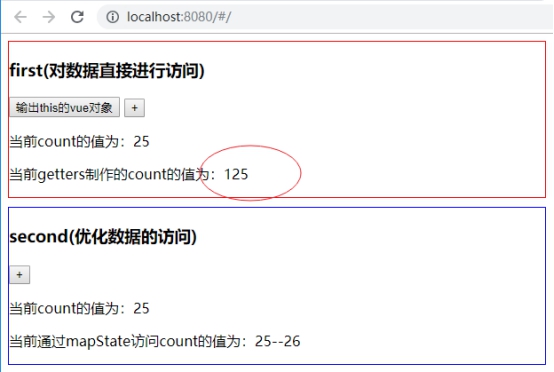 localhost:8080/#/
first(对数据直接进行访问)
输出this的vue对象 +
当前count的值为：25
当前getters制作的count的值为：125
second(优化数据的访问)
+
当前count的值为：25
当前通过mapState访问count的值为：25--26